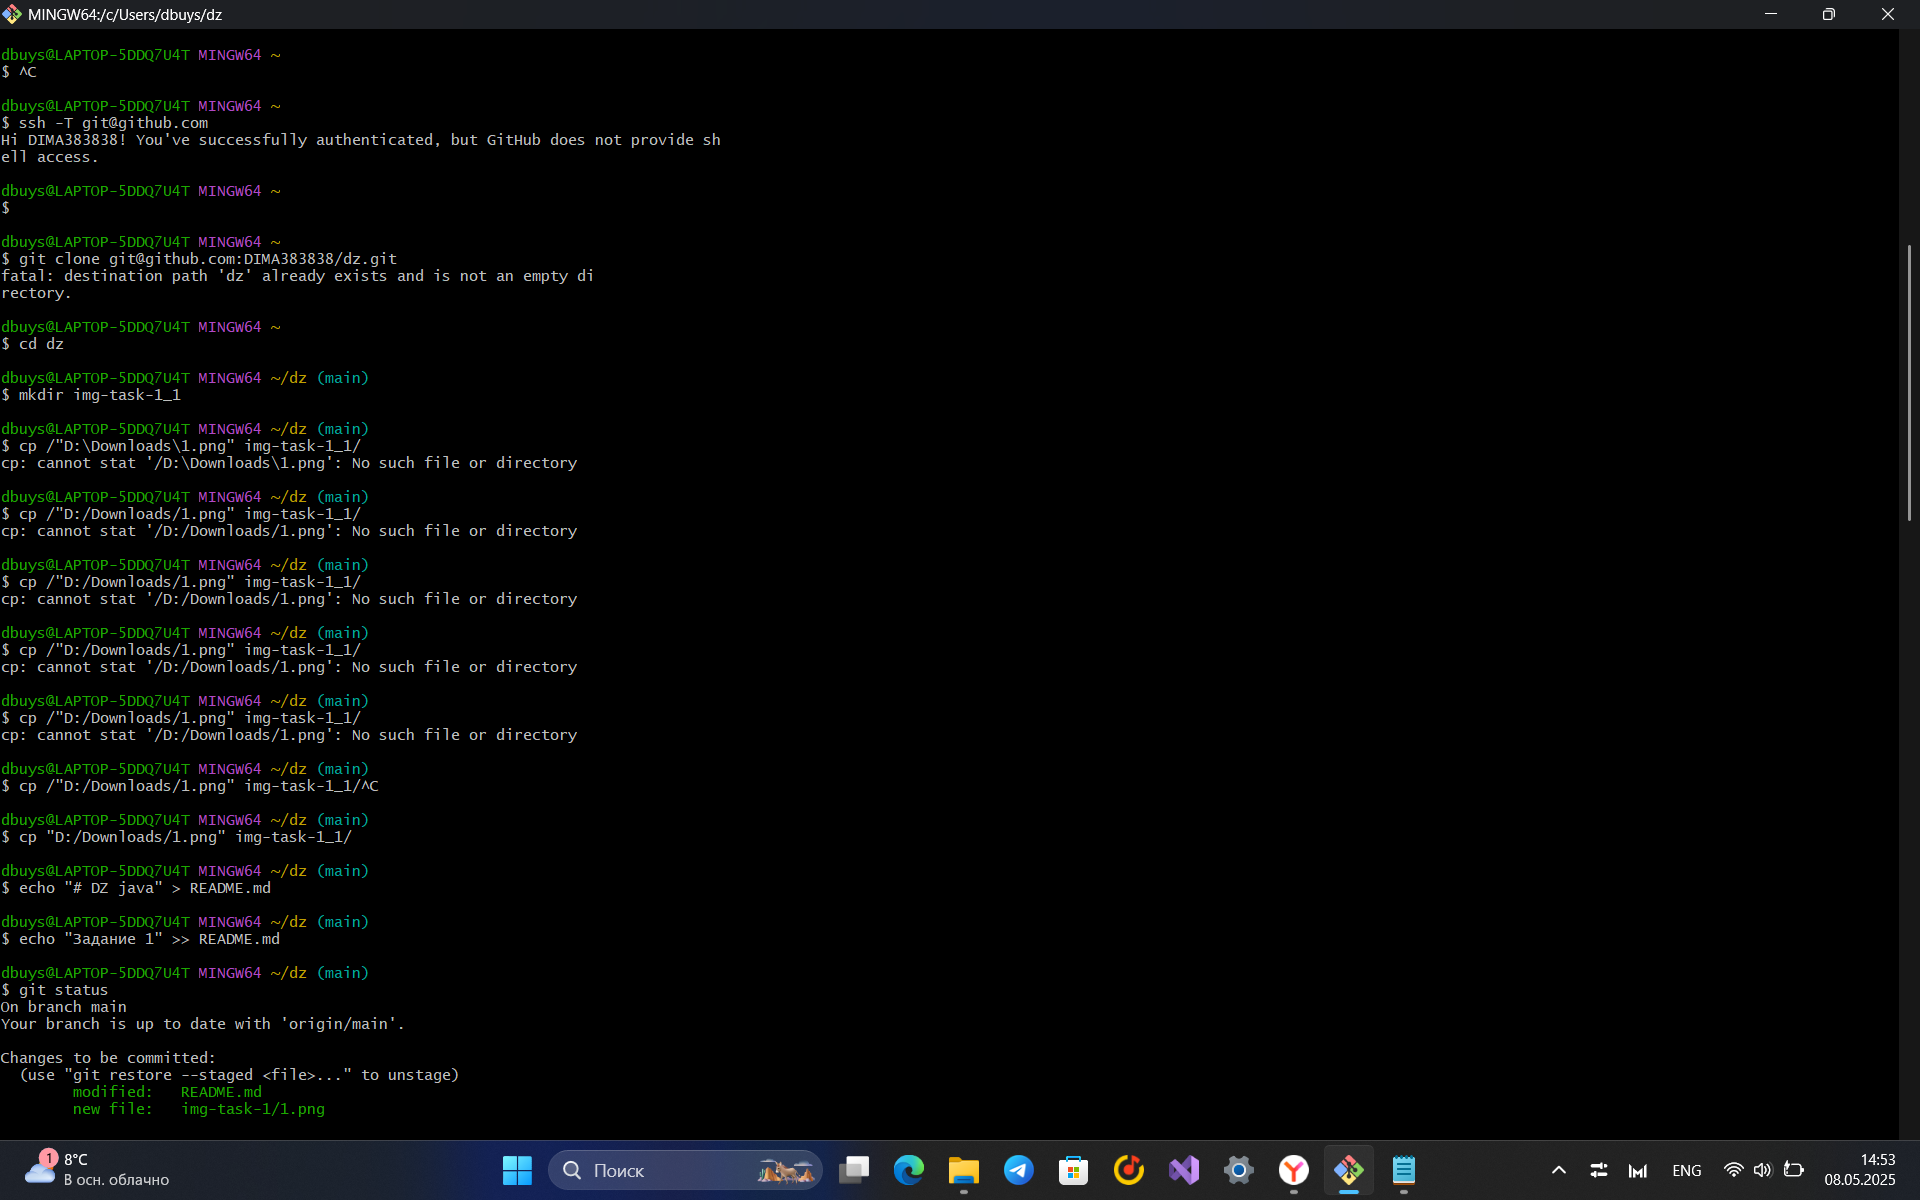 MINGW64:/c/Users/dbuys/dz
dbuys@LAPTOP-5DDQ7U4T MINGW64 ~
$ ^C
dbuys@LAPTOP-5DDQ7U4T MINGW64 ~
$ ssh -T git@github.com
Hi DIMA383838! You've successfully authenticated, but GitHub does not provide sh
ell access.
dbuys@LAPTOP-5DDQ7U4T MINGW64 ~
$
dbuys@LAPTOP-5DDQ7U4T MINGW64 ~
$ git clone git@github.com:DIMA383838/dz.git
fatal: destination path 'dz' already exists and is not an empty di
rectory.
dbuys@LAPTOP-5DDQ7U4T MINGW64 ~
$ cd dz
dbuys@LAPTOP-5DDQ7U4T MINGW64 ~/dz (main)
$ mkdir img-task-1_1
dbuys@LAPTOP-5DDQ7U4T MINGW64 ~/dz (main)
$ cp /"D:\Downloads\1.png" img-task-1_1/
cp: cannot stat '/D:\Downloads\1.png': No such file or directory
dbuys@LAPTOP-5DDQ7U4T MINGW64 ~/dz (main)
$ cp /"D:/Downloads/1.png" img-task-1_1/
cp: cannot stat '/D:/Downloads/1.png': No such file or directory
dbuys@LAPTOP-5DDQ7U4T MINGW64 ~/dz (main)
$ cp /"D:/Downloads/1.png" img-task-1_1/
cp: cannot stat '/D:/Downloads/1.png': No such file or directory
dbuys@LAPTOP-5DDQ7U4T MINGW64 ~/dz (main)
$ cp /"D:/Downloads/1.png" img-task-1_1/
cp: cannot stat '/D:/Downloads/1.png': No such file or directory
dbuys@LAPTOP-5DDQ7U4T MINGW64 ~/dz (main)
$ cp /"D:/Downloads/1.png" img-task-1_1/
cp: cannot stat '/D:/Downloads/1.png': No such file or directory
dbuys@LAPTOP-5DDQ7U4T MINGW64 ~/dz (main)
$ cp /"D:/Downloads/1.png" img-task-1_1/^C
dbuys@LAPTOP-5DDQ7U4T MINGW64 ~/dz (main)
$ cp "D:/Downloads/1.png" img-task-1_1/
dbuys@LAPTOP-5DDQ7U4T MINGW64 ~/dz (main)
$ echo "# DZ java" > README.md
dbuys@LAPTOP-5DDQ7U4T MINGW64 ~/dz (main)
$ echo "Задание 1" >> README.md
dbuys@LAPTOP-5DDQ7U4T MINGW64 ~/dz (main)
$ git status
On branch main
Your branch is up to date with 'origin/main'.
Changes to be committed:
(use "git restore --staged <file>..." to unstage)
modified: README.md
new file: img-task-1/1.png
1
8°C
В осн. облачно
Поиск
ENG
14:53
08.05.2025